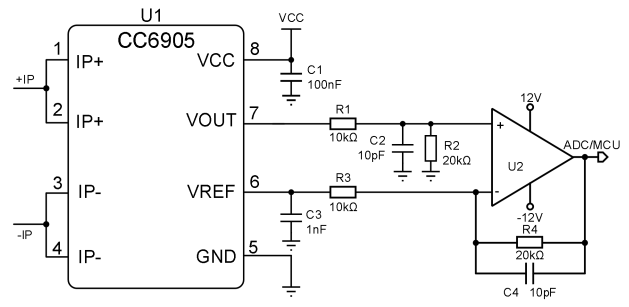 U1
CC6905
VCC
1
IP+
VCC
8
+IP
C1
100nF
2
IP+
VOUT
7
R1
10kΩ
C2
10pF
R2
20kΩ
+
12V
U2
ADC/MCU
3
IP-
VREF
6
R3
10kΩ
-
-12V
-IP
C3
1nF
4
IP-
GND
5
R4
20kΩ
C4
10pF